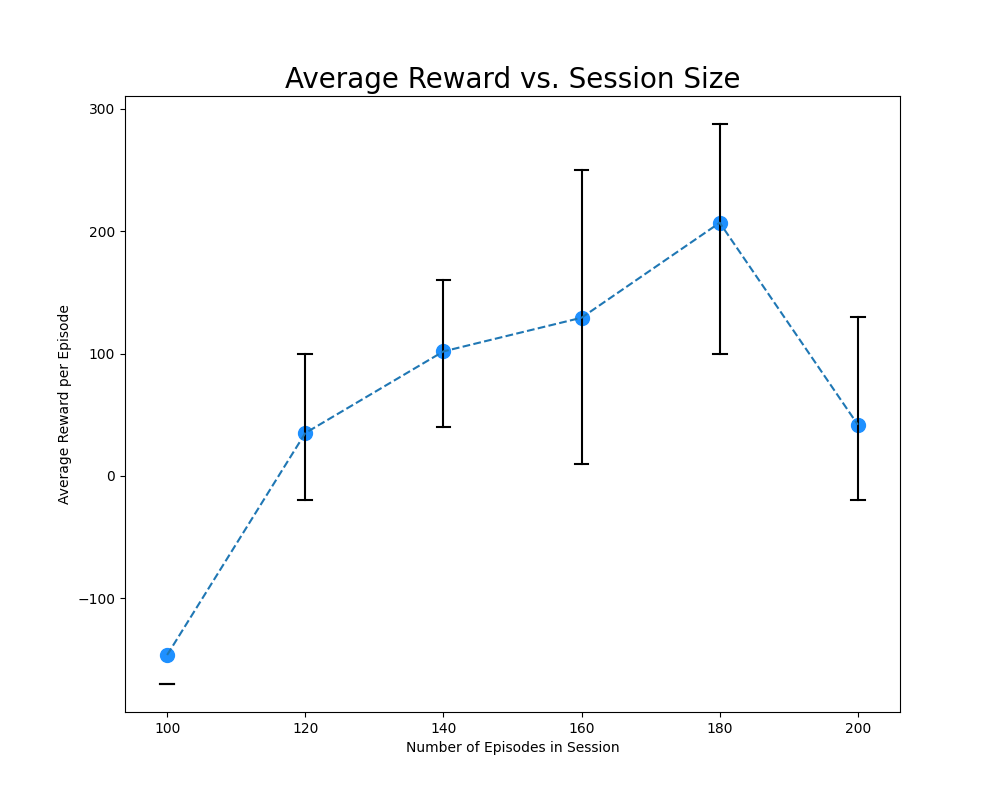 Average Reward vs. Session Size
300
200
100
0
−100
Average Reward per Episode
100 120 140 160 180 200
Number of Episodes in Session